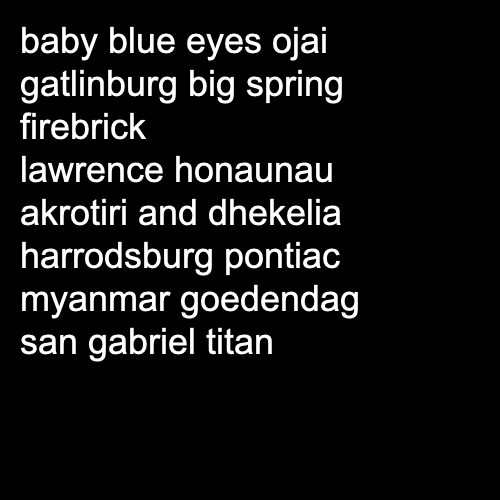 baby blue eyes ojai
gatlinburg big spring
firebrick
lawrence honaunau
akrotiri and dhekelia
harrodsburg pontiac
myanmar goedendag
san gabriel titan